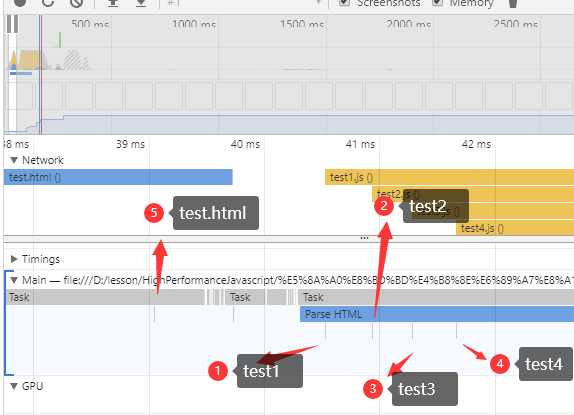 #1
Screenshots
Memory
500 ms
1000 ms
1500 ms
2000 ms
2500 ms
38 ms
39 ms
40 ms
41 ms
42 ms
Network
test.html ()
test1.js ()
test2.js ()
test4.js ()
5 test.html
2 test2
Timings
Main — file:///D:/lesson/HighPerformanceJavascript/%E5%8A%A0%E8%BD%BD%E4%B8%8E%E6%89%A7%E8%A1
Task
Task
Task
Parse HTML
1 test1
3 test3
4 test4
GPU